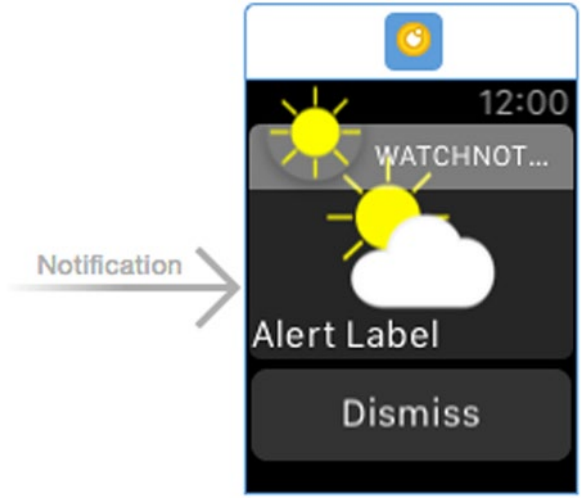 12:00
WATCHNOT...
Notification
Alert Label
Dismiss